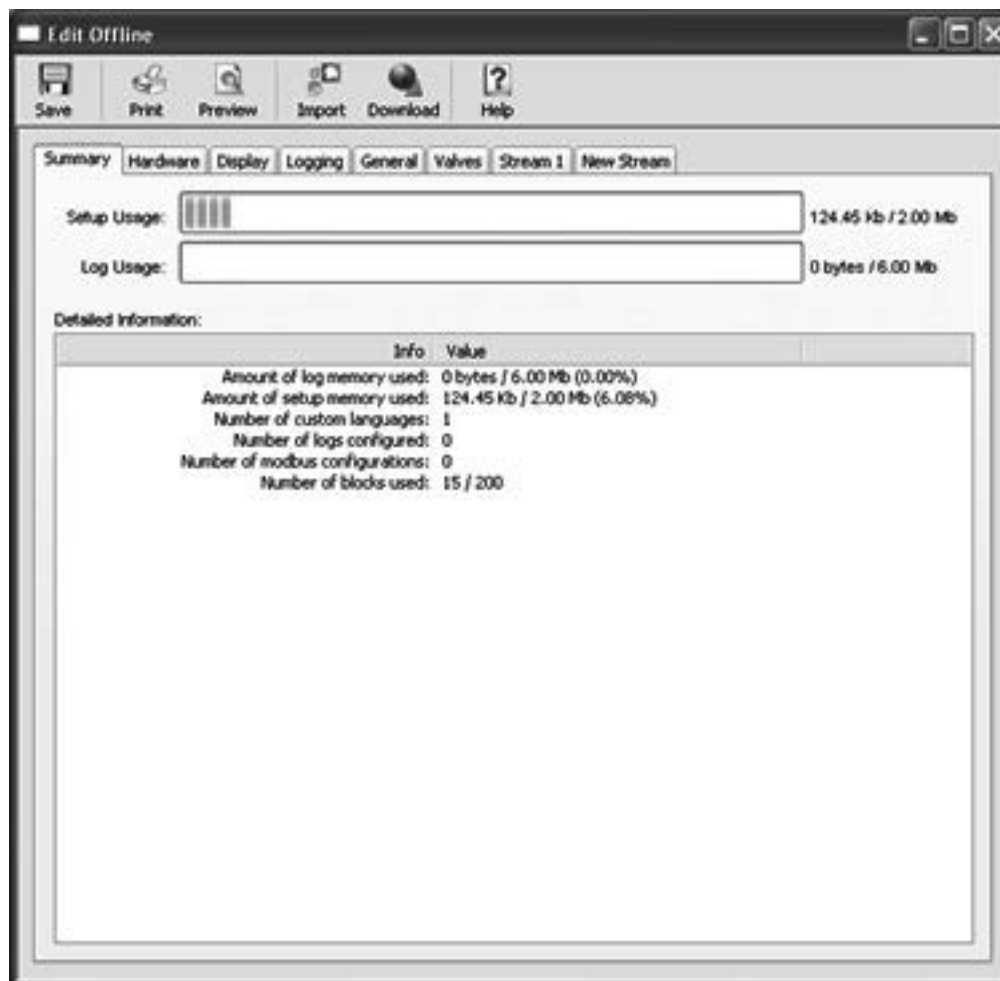 Edit Offline
Save Print Preview Import Download Help
Summary Hardware Display Logging General Valves Stream 1 New Stream
Setup Usage: 124.45 Kb / 2.00 Mb
Log Usage: 0 bytes / 6.00 Mb
Detailed Information:
Info Value
Amount of log memory used: 0 bytes / 6.00 Mb (0.00%)
Amount of setup memory used: 124.45 Kb / 2.00 Mb (6.08%)
Number of custom languages: 1
Number of logs configured: 0
Number of modbus configurations: 0
Number of blocks used: 15 / 200